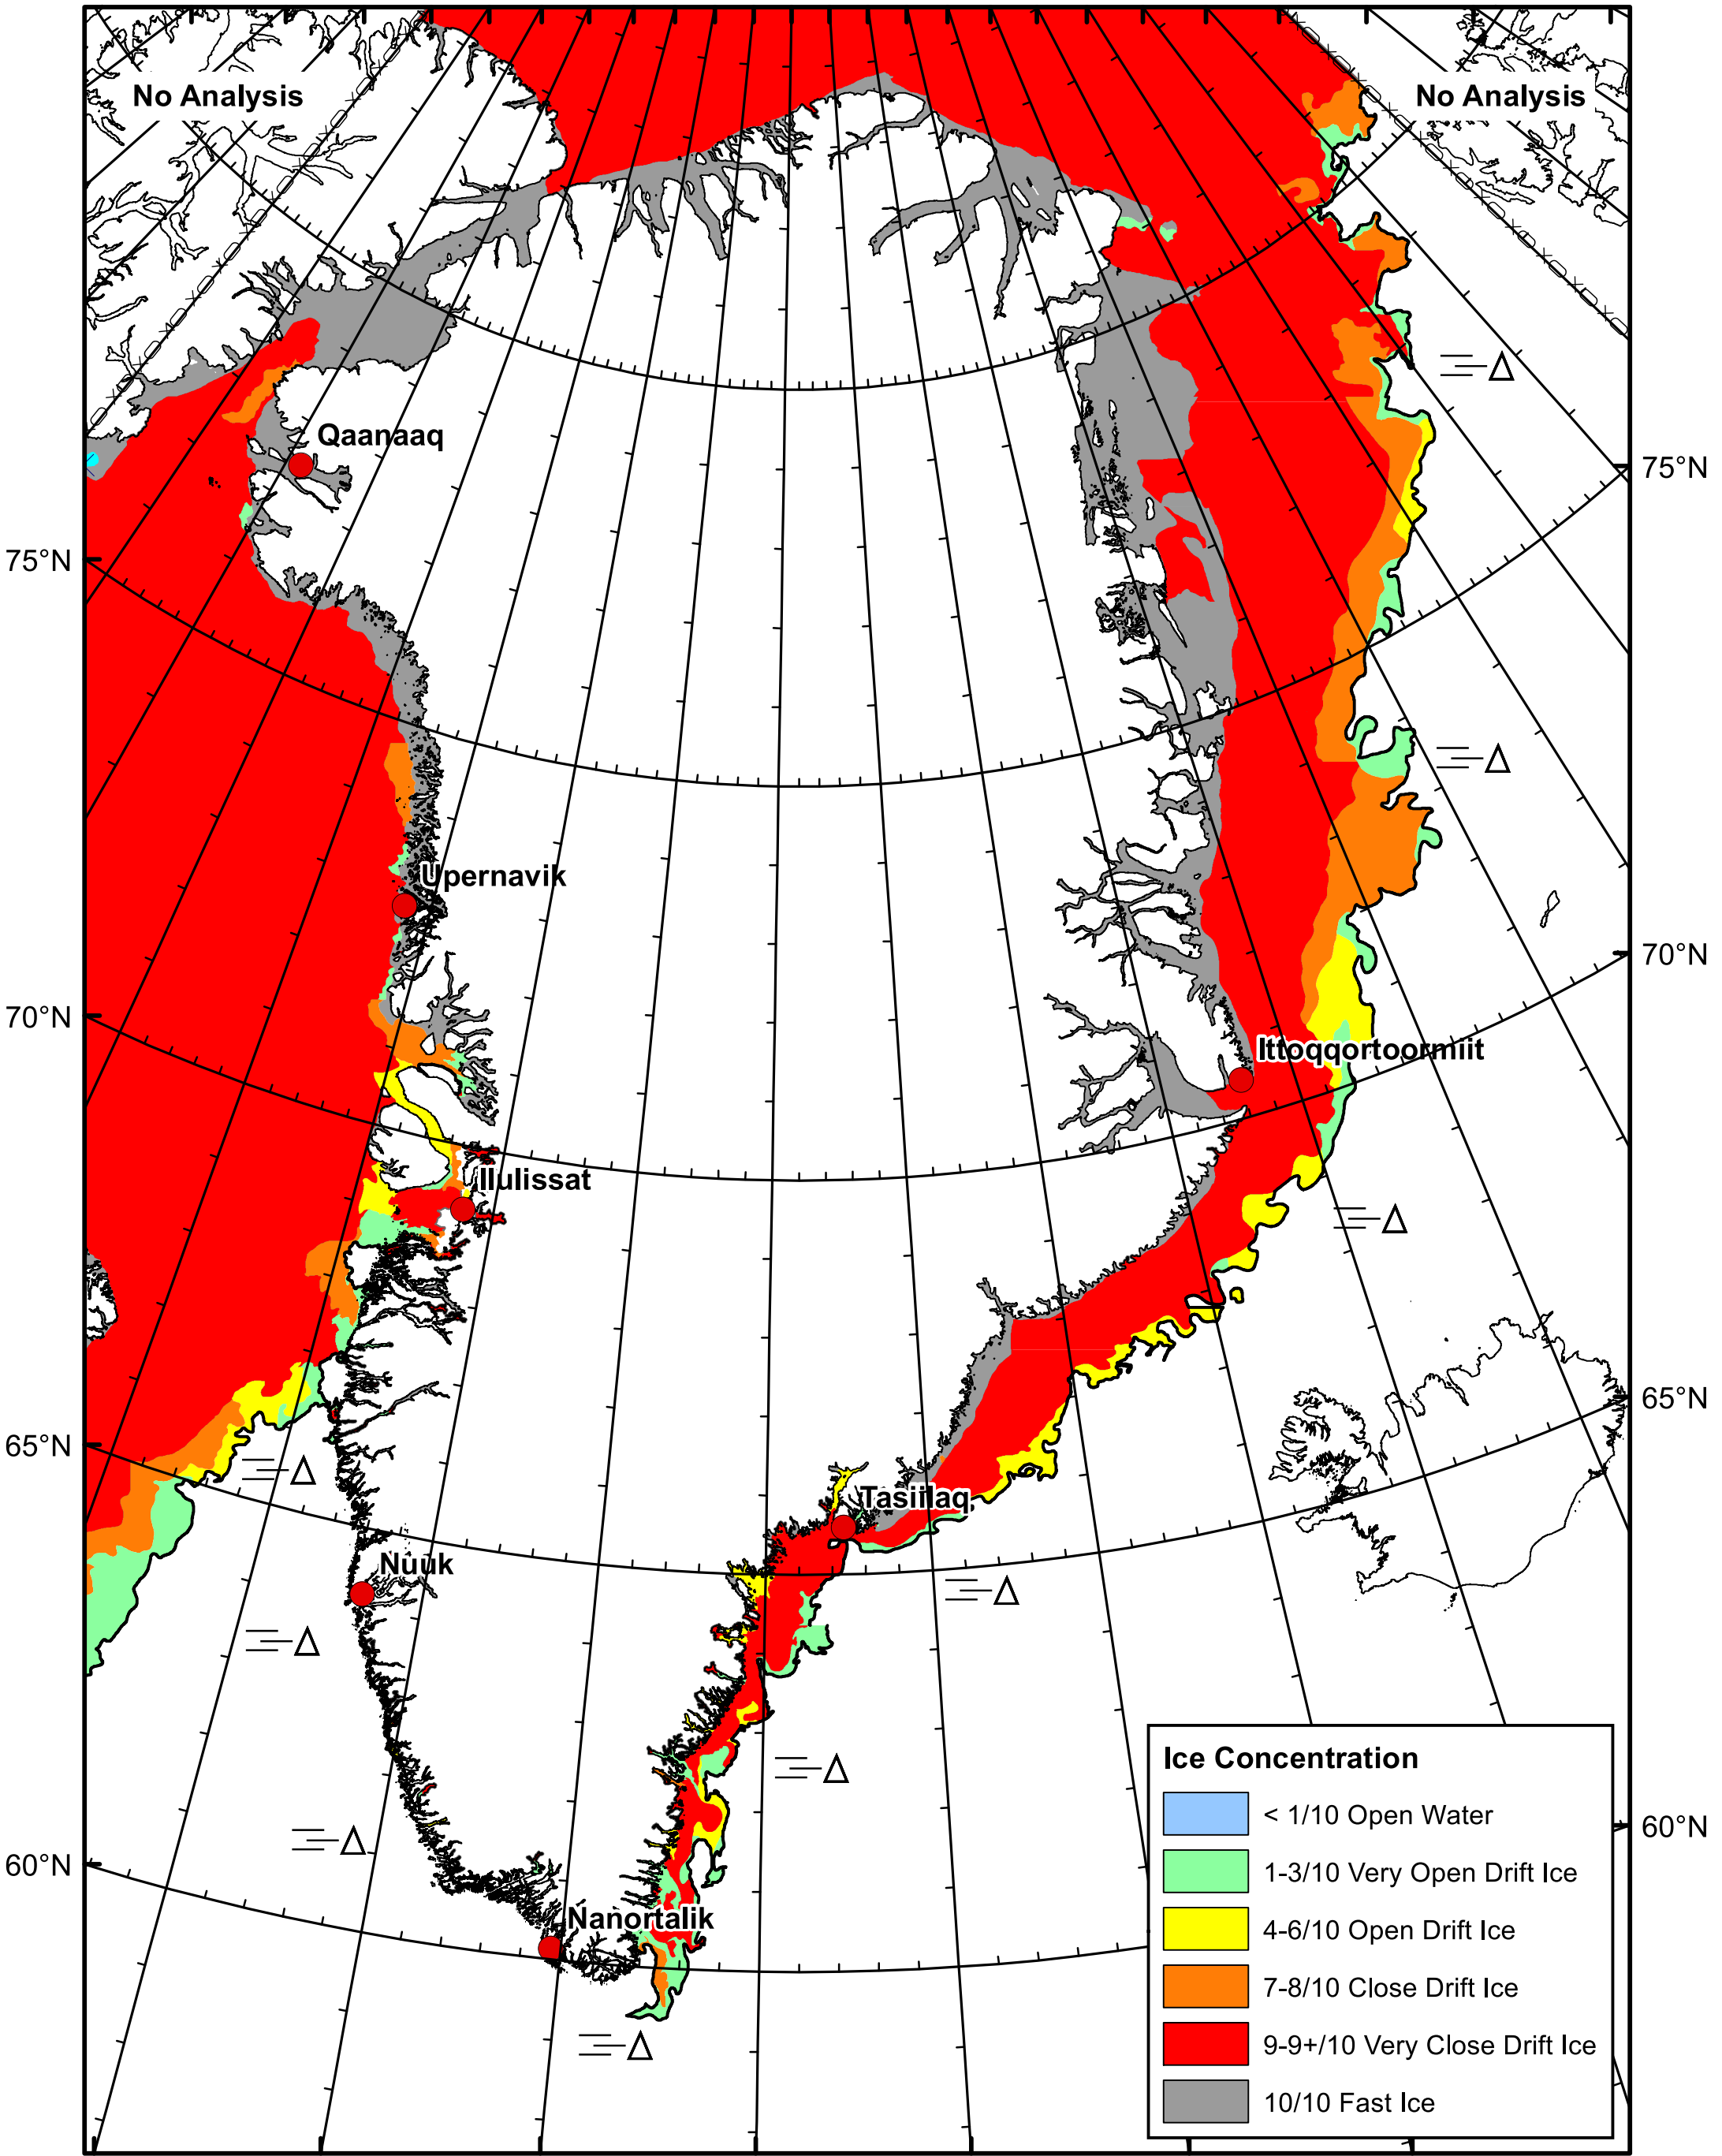 No Analysis
No Analysis
Qaanaaq
75°N
75°N
Upernavik
70°N
70°N
Ittoqqortoormiit
Ilulissat
65°N
65°N
Tasiilaq
Nuuk
60°N
60°N
Nanortalik
Ice Concentration
< 1/10 Open Water
1-3/10 Very Open Drift Ice
4-6/10 Open Drift Ice
7-8/10 Close Drift Ice
9-9+/10 Very Close Drift Ice
10/10 Fast Ice